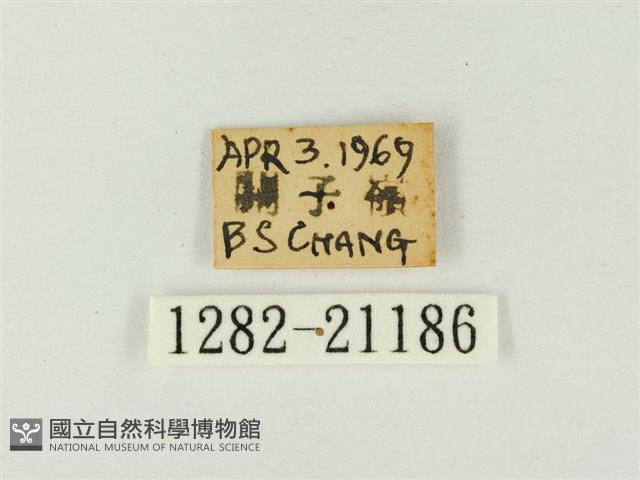 APR 3. 1969
關子嶺
B S CHANG
1282-21186
國立自然科學博物館
NATIONAL MUSEUM OF NATURAL SCIENCE